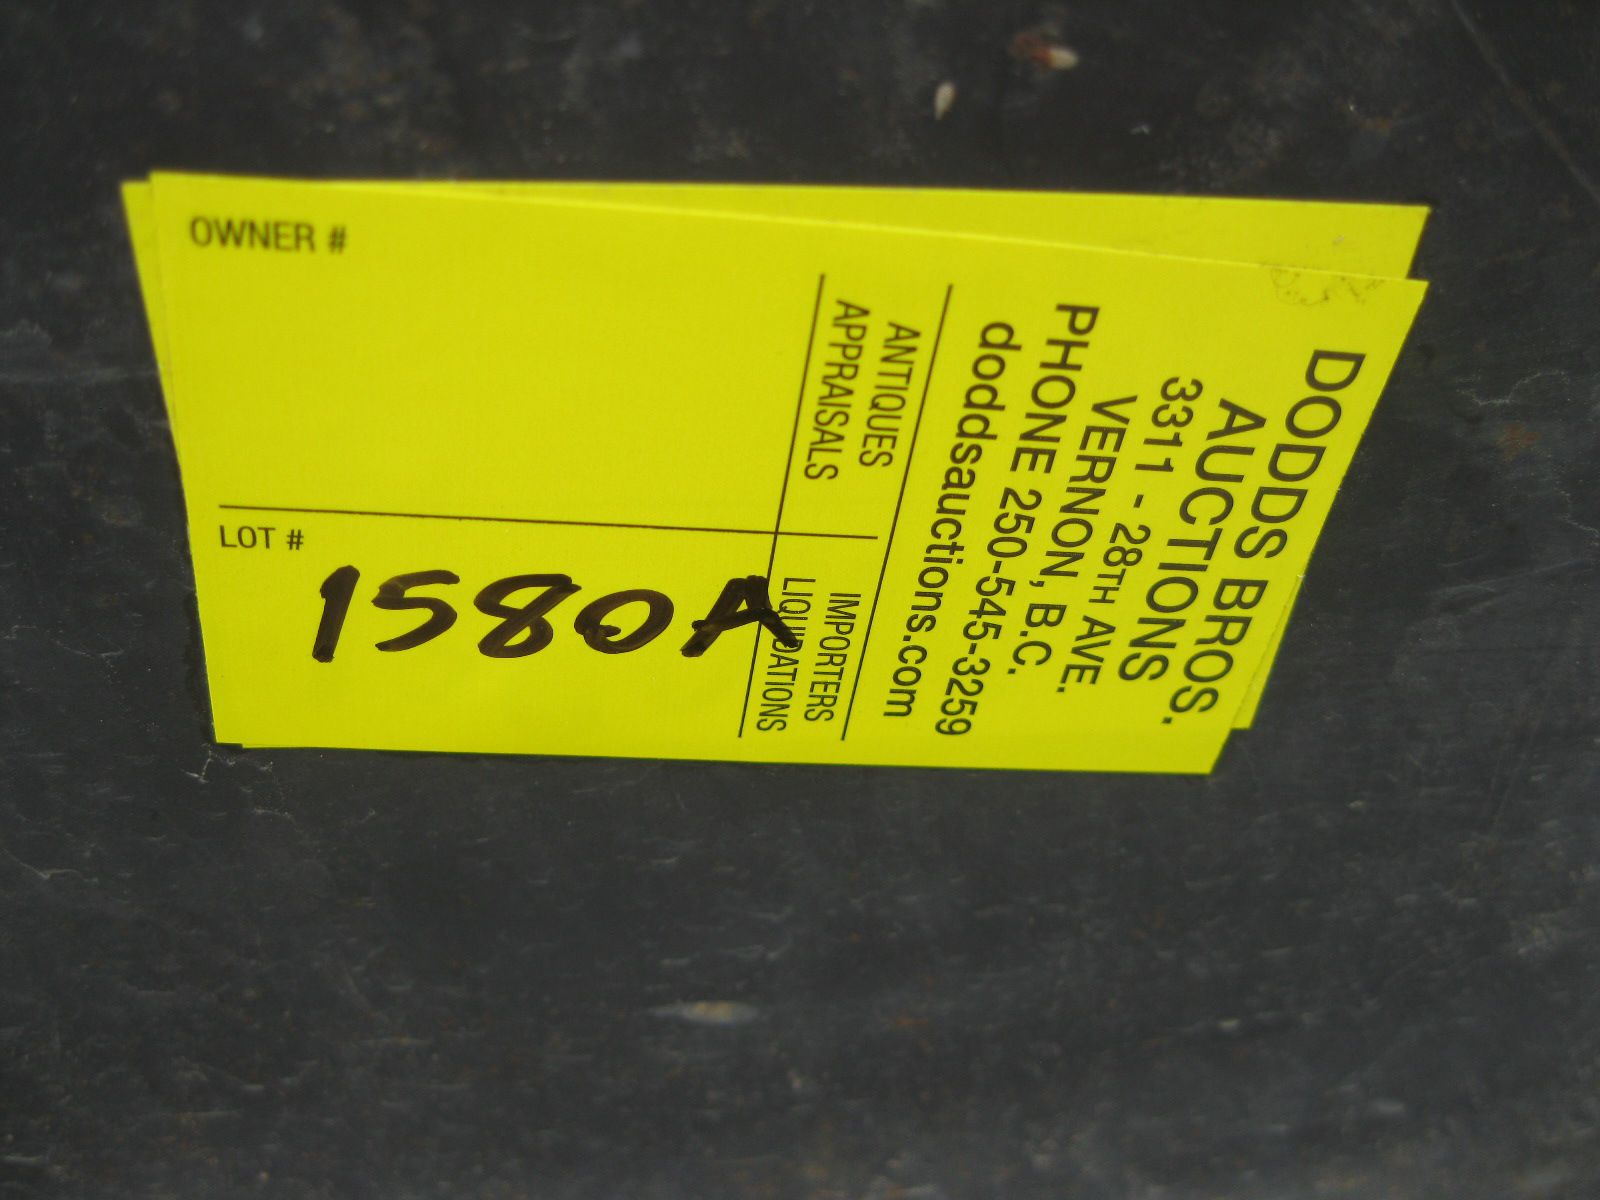 DODDS BROS.
AUCTIONS
3311 - 28TH AVE.
VERNON, B.C.
PHONE 250-545-3259
doddsauctions.com
ANTIQUES
APPRAISALS
IMPORTERS
LIQUIDATIONS
OWNER #
LOT #
1580A